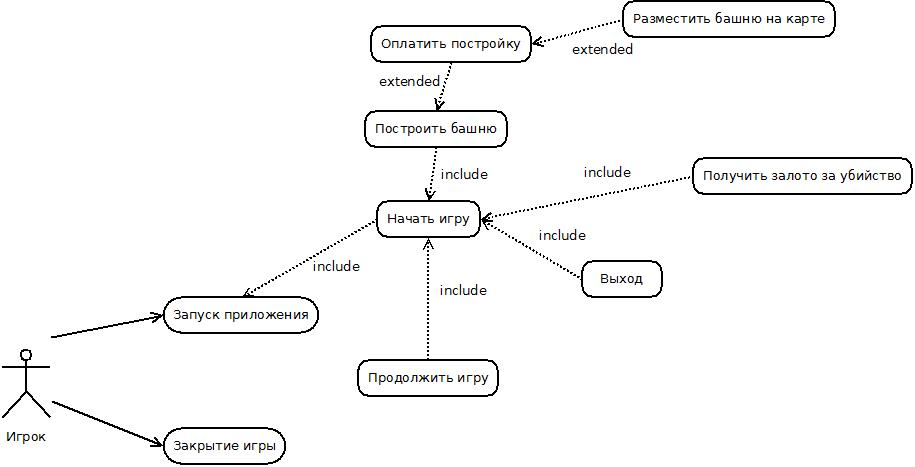 Разместить башню на карте
Оплатить постройку
extended
extended
Построить башню
include
include
Получить залото за убийство
Начать игру
include
include
Выход
include
Запуск приложения
Продолжить игру
Игрок
Закрытие игры